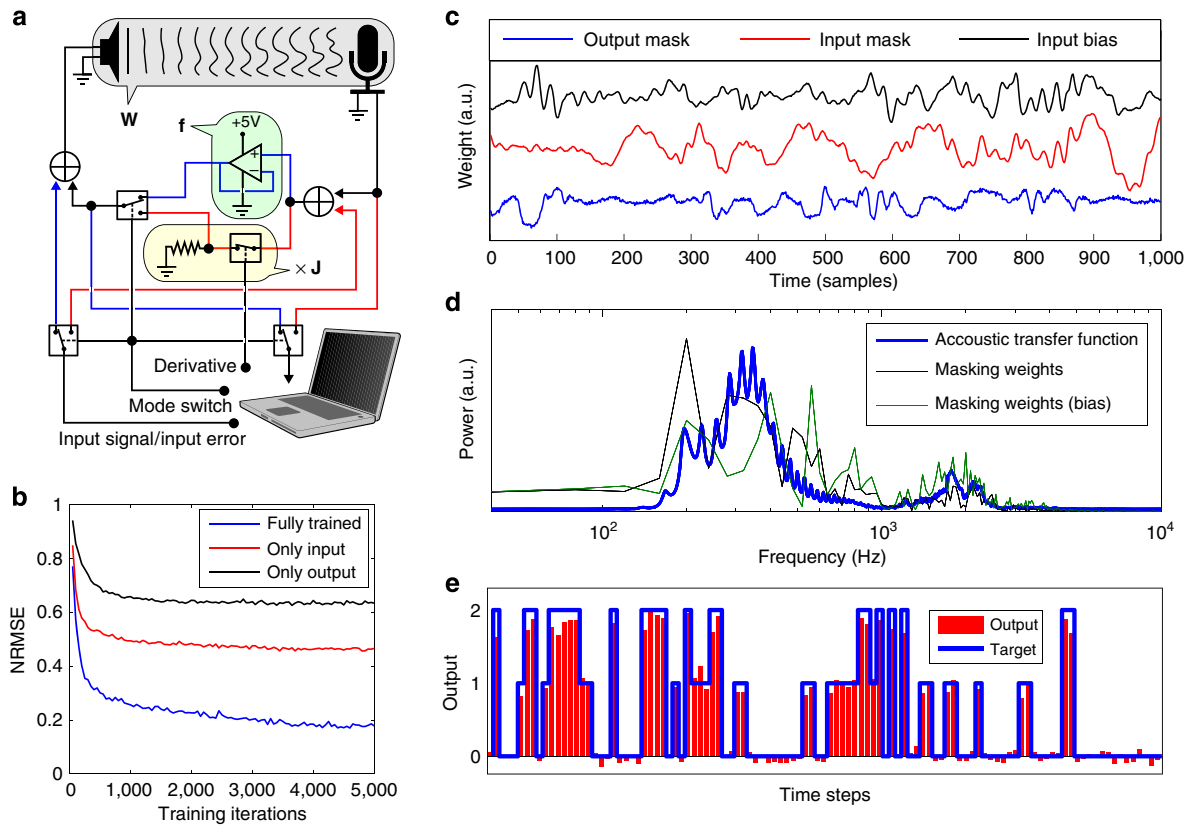 a
W
f
+5V
+
−
× J
Derivative
Mode switch
Input signal/input error
b
1
0.8
0.6
0.4
0.2
0
NRMSE
Fully trained
Only input
Only output
0 1,000 2,000 3,000 4,000 5,000
Training iterations
c
Output mask Input mask Input bias
Weight (a.u.)
0 100 200 300 400 500 600 700 800 900 1,000
Time (samples)
d
Accoustic transfer function
Masking weights
Masking weights (bias)
Power (a.u.)
10² 10³ 10⁴
Frequency (Hz)
e
2
1
0
Output
Output
Target
Time steps